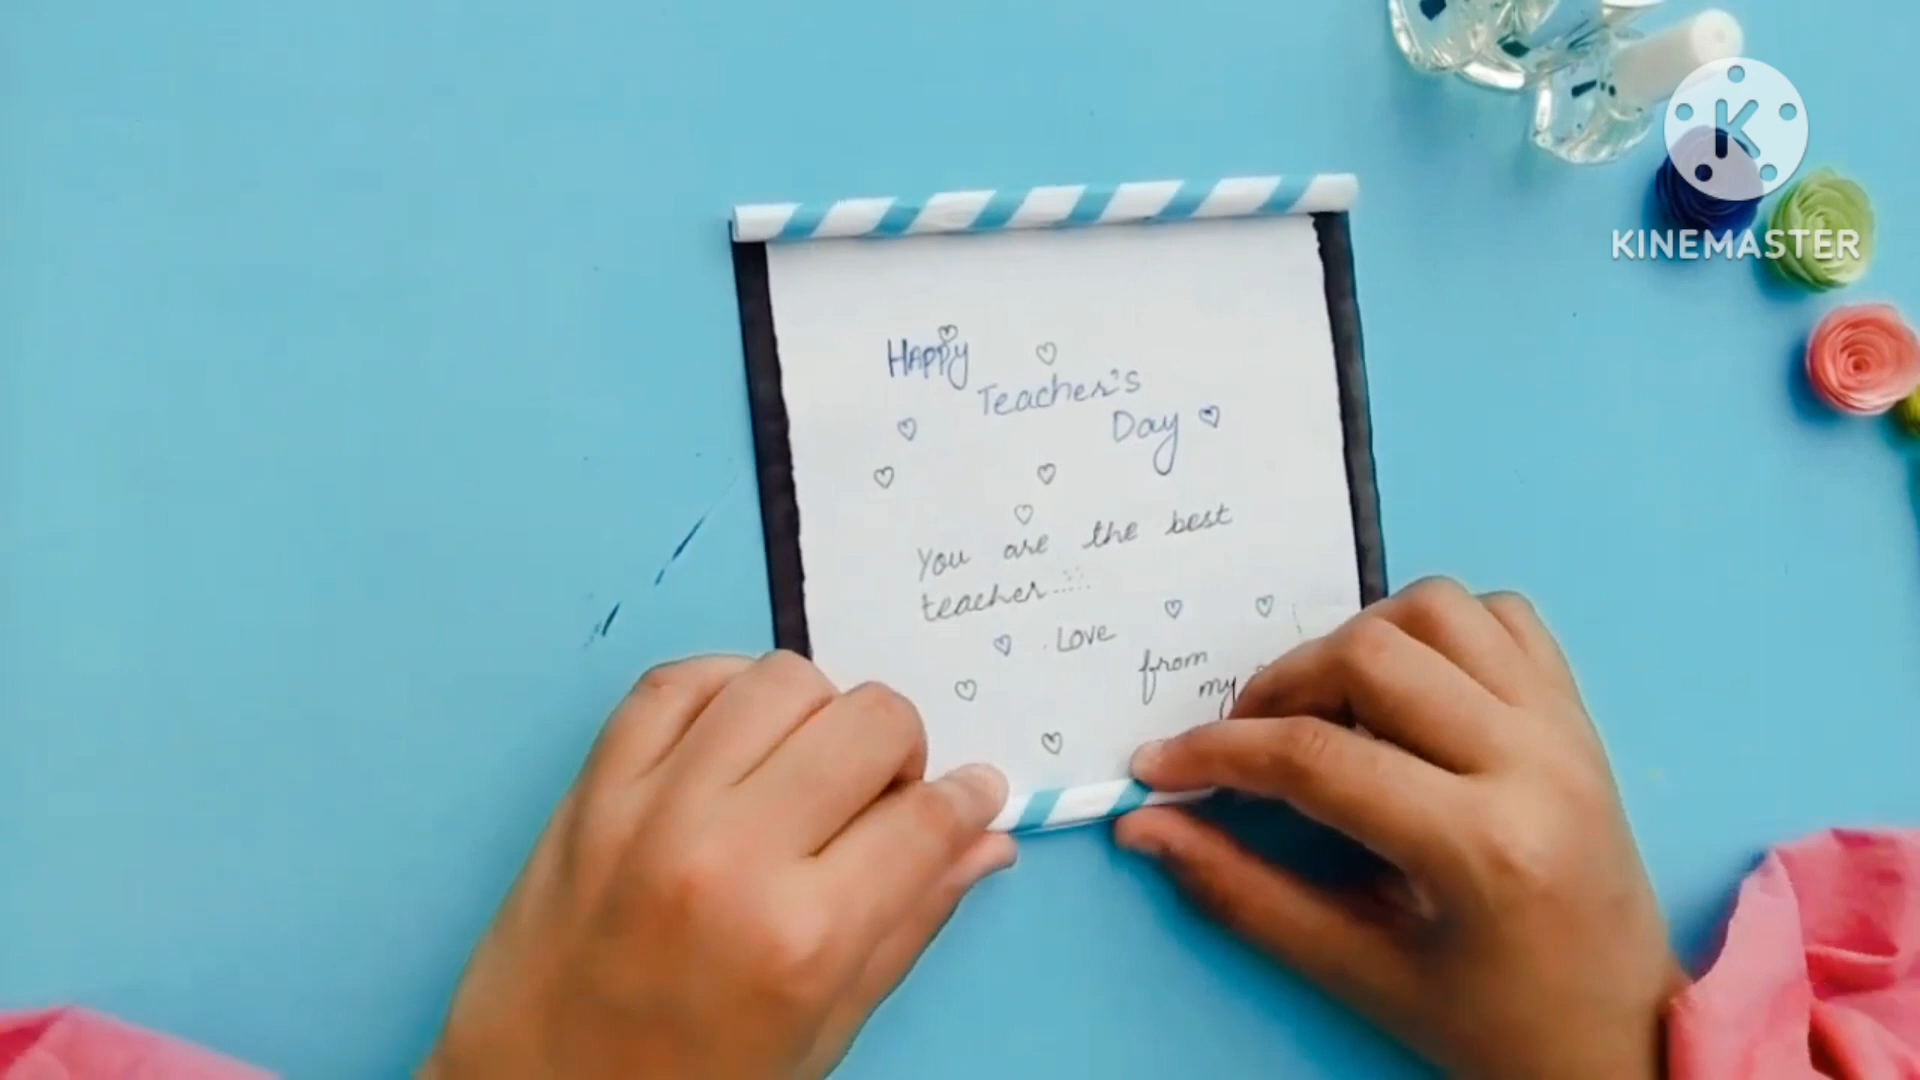 Happy
Teacher's
Day
You are the best
teacher......
Love
from
my
K
KINEMASTER